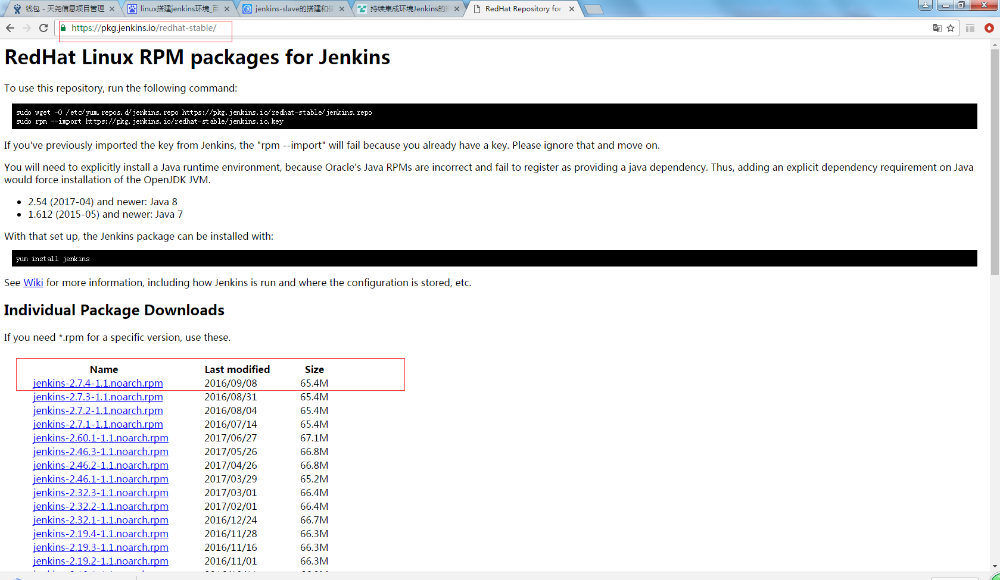 钱包 - 天尧信息项目管理
linux搭建jenkins环境_百
jenkins-slave的搭建和使
持续集成环境Jenkins的
RedHat Repository for
https://pkg.jenkins.io/redhat-stable/
RedHat Linux RPM packages for Jenkins
To use this repository, run the following command:
sudo wget -O /etc/yum.repos.d/jenkins.repo https://pkg.jenkins.io/redhat-stable/jenkins.repo
sudo rpm --import https://pkg.jenkins.io/redhat-stable/jenkins.io.key
If you've previously imported the key from Jenkins, the "rpm --import" will fail because you already have a key. Please ignore that and move on.
You will need to explicitly install a Java runtime environment, because Oracle's Java RPMs are incorrect and fail to register as providing a java dependency. Thus, adding an explicit dependency requirement on Java
would force installation of the OpenJDK JVM.
• 2.54 (2017-04) and newer: Java 8
• 1.612 (2015-05) and newer: Java 7
With that set up, the Jenkins package can be installed with:
yum install jenkins
See Wiki for more information, including how Jenkins is run and where the configuration is stored, etc.
Individual Package Downloads
If you need *.rpm for a specific version, use these.
Name Last modified Size
jenkins-2.7.4-1.1.noarch.rpm 2016/09/08 65.4M
jenkins-2.7.3-1.1.noarch.rpm 2016/08/31 65.4M
jenkins-2.7.2-1.1.noarch.rpm 2016/08/04 65.4M
jenkins-2.7.1-1.1.noarch.rpm 2016/07/14 65.4M
jenkins-2.60.1-1.1.noarch.rpm 2017/06/27 67.1M
jenkins-2.46.3-1.1.noarch.rpm 2017/05/26 66.8M
jenkins-2.46.2-1.1.noarch.rpm 2017/04/26 66.8M
jenkins-2.46.1-1.1.noarch.rpm 2017/03/29 65.2M
jenkins-2.32.3-1.1.noarch.rpm 2017/03/01 66.4M
jenkins-2.32.2-1.1.noarch.rpm 2017/02/01 66.4M
jenkins-2.32.1-1.1.noarch.rpm 2016/12/24 66.7M
jenkins-2.19.4-1.1.noarch.rpm 2016/11/28 66.3M
jenkins-2.19.3-1.1.noarch.rpm 2016/11/16 66.3M
jenkins-2.19.2-1.1.noarch.rpm 2016/11/01 66.3M